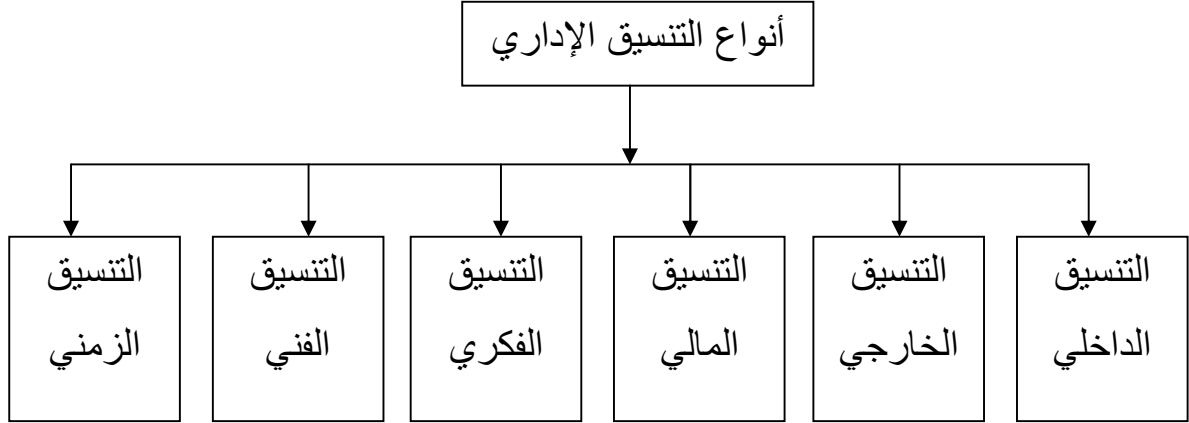 أنواع التنسيق الإداري
التنسيق
الداخلي
التنسيق
الخارجي
التنسيق
المالي
التنسيق
الفكري
التنسيق
الفني
التنسيق
الزمني